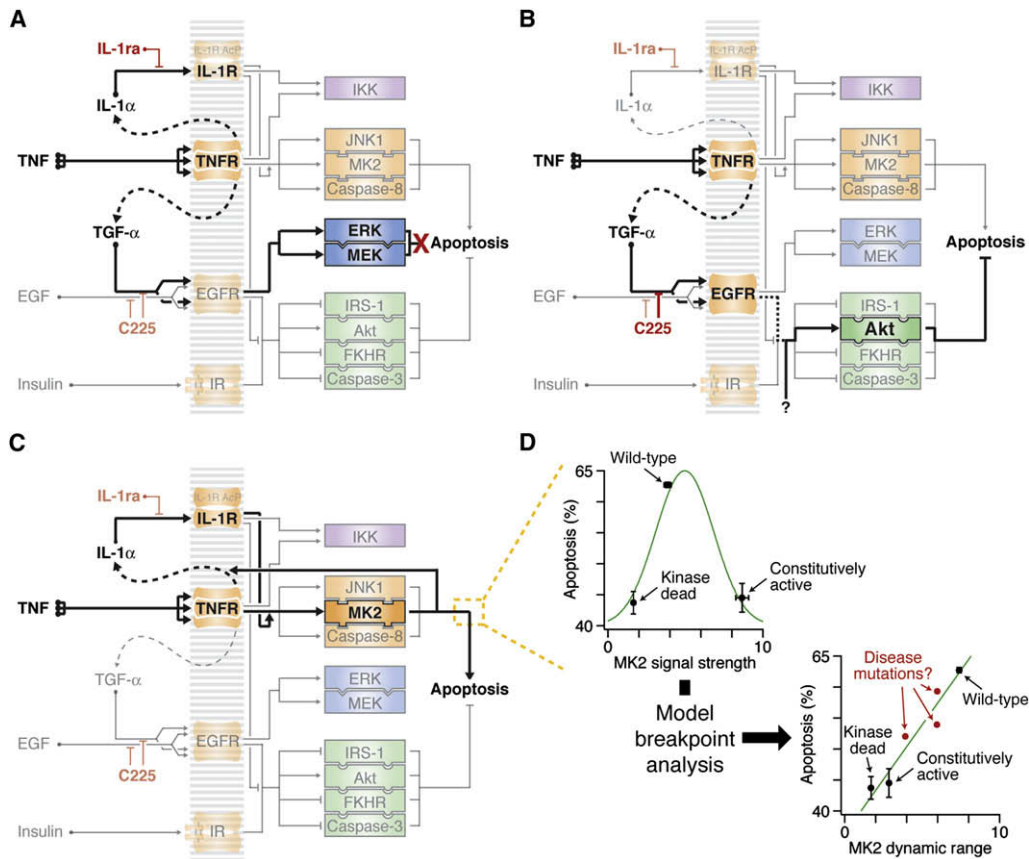 A
IL-1ra
IL-1R AcP
IL-1R
IKK
IL-1α
JNK1
TNF
TNFR
MK2
Caspase-8
TGF-α
ERK
MEK
X
Apoptosis
EGF
EGFR
C225
IRS-1
Akt
FKHR
Caspase-3
Insulin
IR
B
IL-1ra
IL-1R AcP
IL-1R
IKK
IL-1α
JNK1
TNF
TNFR
MK2
Caspase-8
TGF-α
ERK
MEK
Apoptosis
EGF
EGFR
C225
IRS-1
Akt
FKHR
Caspase-3
Insulin
IR
?
C
IL-1ra
IL-1R AcP
IL-1R
IKK
IL-1α
JNK1
TNF
TNFR
MK2
Caspase-8
TGF-α
ERK
MEK
Apoptosis
EGF
EGFR
C225
IRS-1
Akt
FKHR
Caspase-3
Insulin
IR
D
Wild-type
65
Apoptosis (%)
Kinase
dead
Constitutively
active
40
0
10
MK2 signal strength
Model
breakpoint
analysis
65
Disease
mutations?
Wild-type
Apoptosis (%)
Kinase
dead
Constitutively
active
40
0
10
MK2 dynamic range